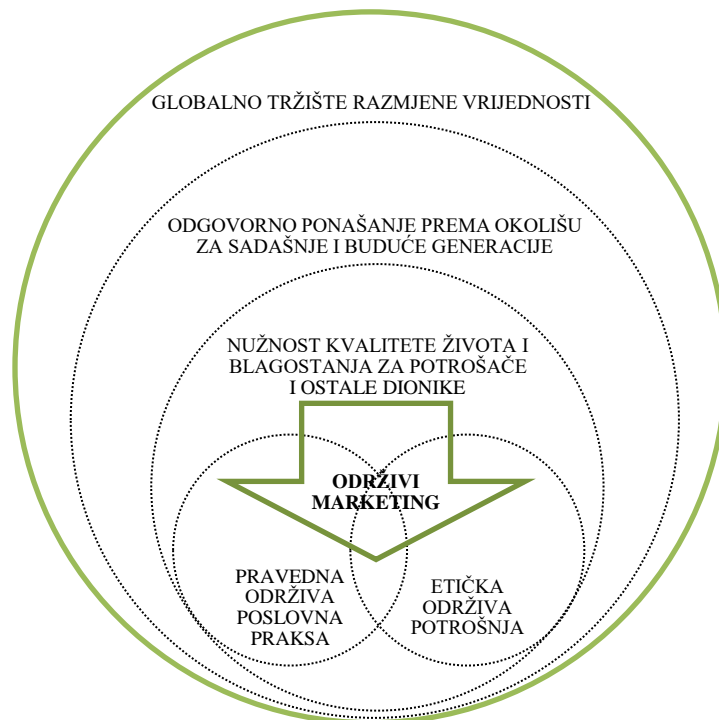 GLOBALNO TRŽIŠTE RAZMJENE VRIJEDNOSTI
ODGOVORNO PONAŠANJE PREMA OKOLIŠU
ZA SADAŠNJE I BUDUĆE GENERACIJE
NUŽNOST KVALITETE ŽIVOTA I
BLAGOSTANJA ZA POTROŠAČE
I OSTALE DIONIKE
ODRŽIVI
MARKETING
PRAVEDNA
ODRŽIVA
POSLOVNA
PRAKSA
ETIČKA
ODRŽIVA
POTROŠNJA